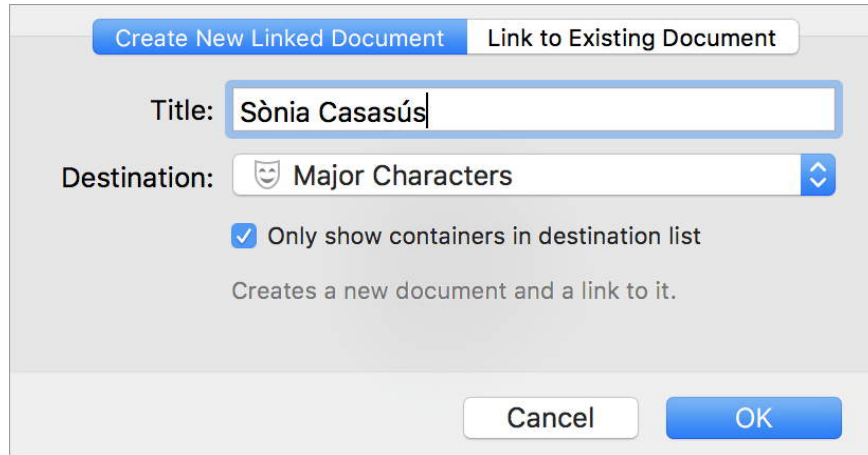 Create New Linked Document Link to Existing Document
Title: Sònia Casasús
Destination: Major Characters
Only show containers in destination list
Creates a new document and a link to it.
Cancel OK